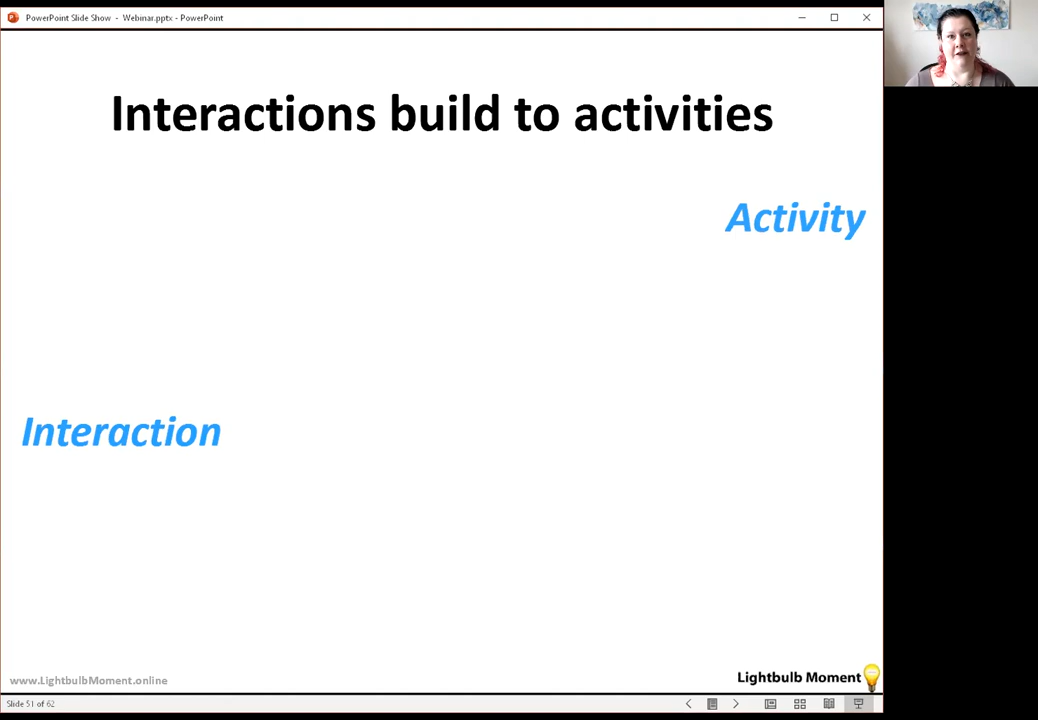 PowerPoint Slide Show - Webinar.pptx - PowerPoint
Interactions build to activities
Activity
Interaction
www.LightbulbMoment.online
Lightbulb Moment
Slide 51 of 62